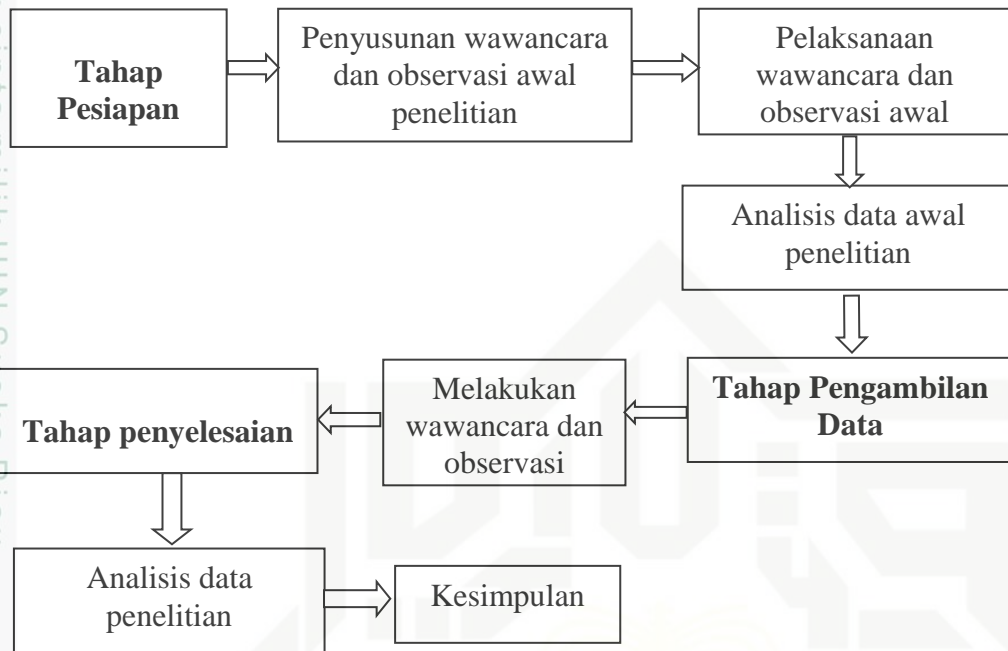 Tahap
Pesiapan
Penyusunan wawancara
dan observasi awal
penelitian
Pelaksanaan
wawancara dan
observasi awal
Analisis data awal
penelitian
Tahap Pengambilan
Data
Melakukan
wawancara dan
observasi
Tahap penyelesaian
Analisis data
penelitian
Kesimpulan